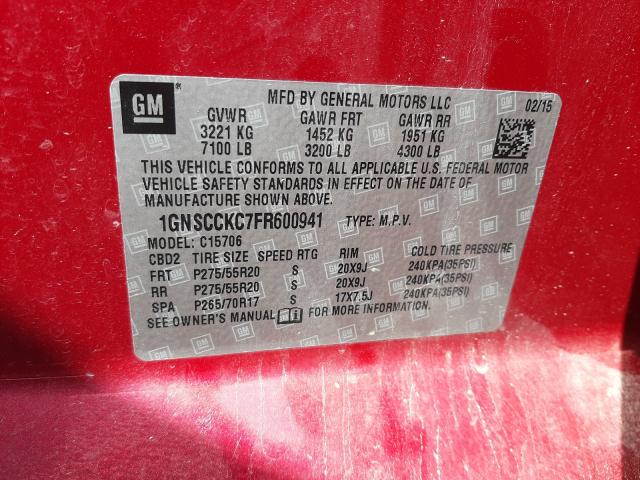 GM
MFD BY GENERAL MOTORS LLC 02/15
GVWR GAWR FRT GAWR RR
3221 KG 1452 KG 1951 KG
7100 LB 3200 LB 4300 LB
THIS VEHICLE CONFORMS TO ALL APPLICABLE U.S. FEDERAL MOTOR
VEHICLE SAFETY STANDARDS IN EFFECT ON THE DATE OF
MANUFACTURE SHOWN ABOVE.
1GNSCCKC7FR600941 TYPE: M.P.V.
MODEL: C15706
CBD2 TIRE SIZE SPEED RTG RIM COLD TIRE PRESSURE
FRT P275/55R20 S 20X9J 240KPA(35PSI)
RR P275/55R20 S 20X9J 240KPA(35PSI)
SPA P265/70R17 S 17X7.5J 240KPA(35PSI)
SEE OWNER'S MANUAL FOR MORE INFORMATION.